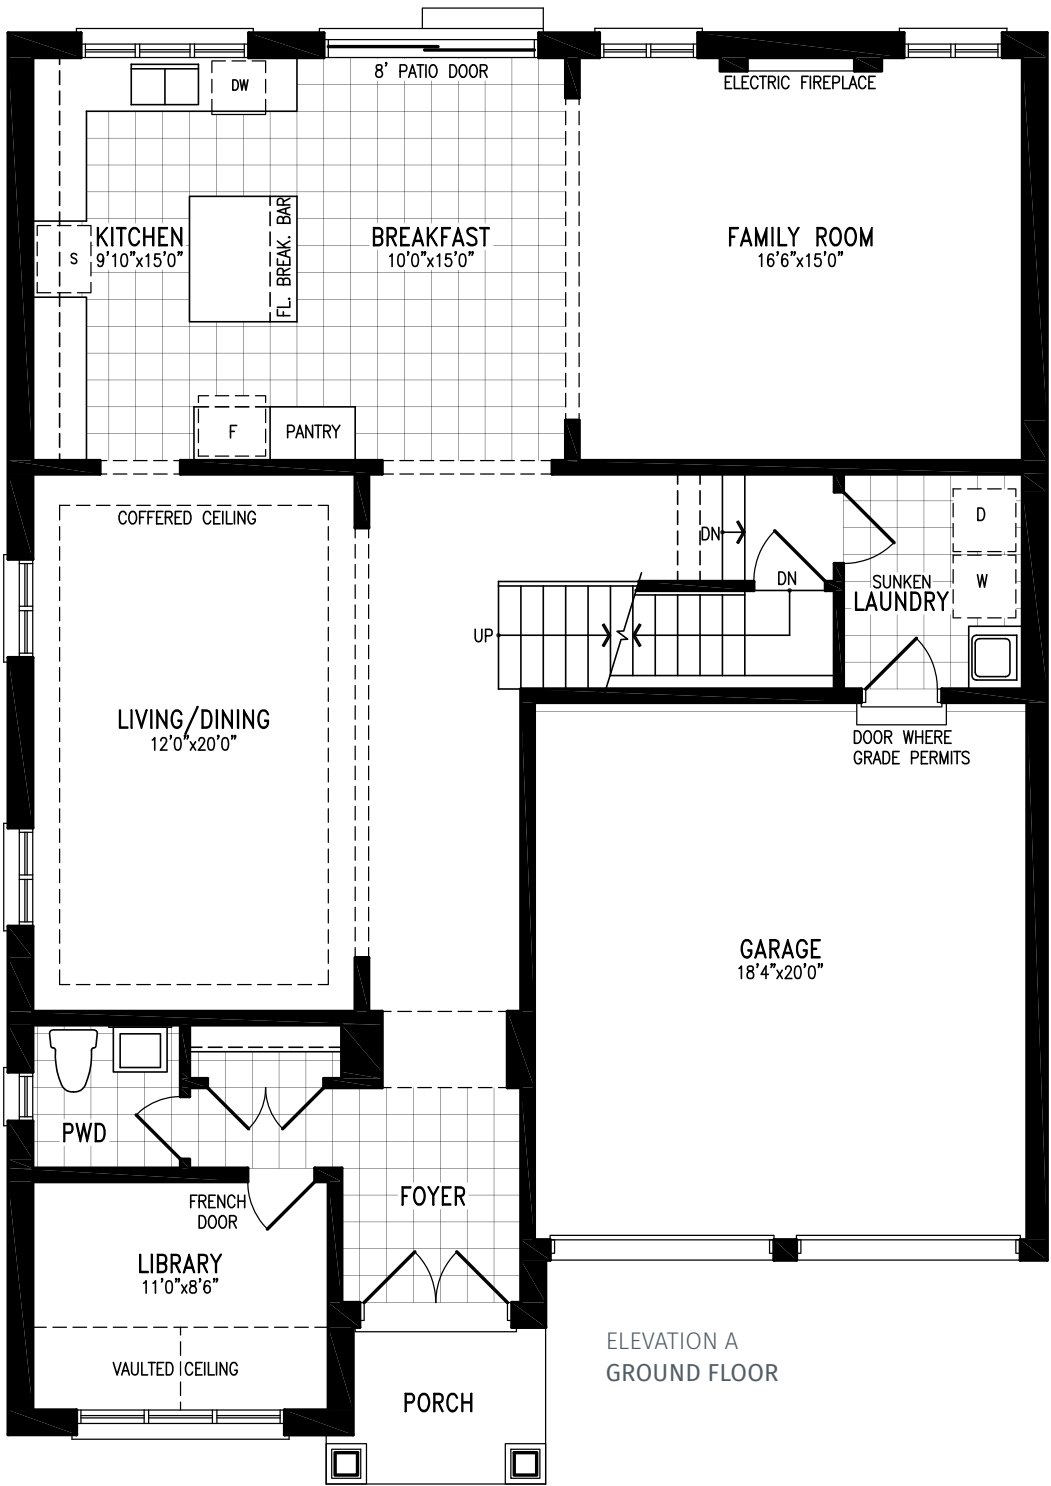 8' PATIO DOOR
ELECTRIC FIREPLACE
DW
KITCHEN
9'10"x15'0"
S
FL. BREAK. BAR
BREAKFAST
10'0"x15'0"
FAMILY ROOM
16'6"x15'0"
F
PANTRY
COFFERED CEILING
DN
DN
UP
D
W
SUNKEN
LAUNDRY
LIVING/DINING
12'0"x20'0"
DOOR WHERE
GRADE PERMITS
GARAGE
18'4"x20'0"
PWD
FRENCH
DOOR
FOYER
LIBRARY
11'0"x8'6"
VAULTED CEILING
PORCH
ELEVATION A
GROUND FLOOR